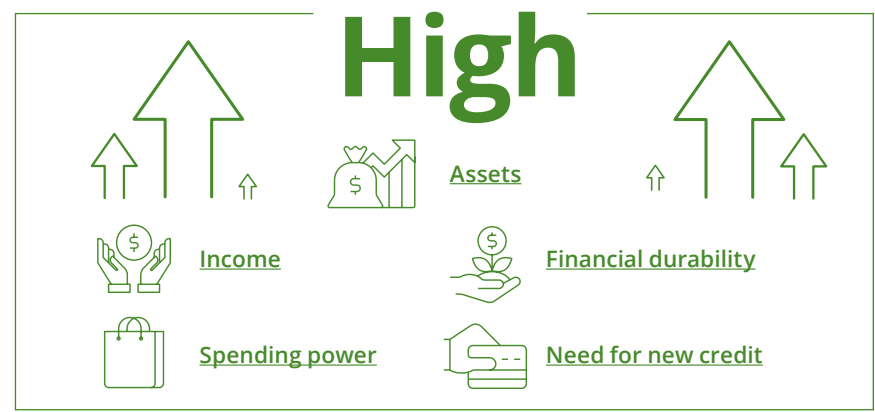 High
$
Assets
$
Income
$
Financial durability
Spending power
Need for new credit